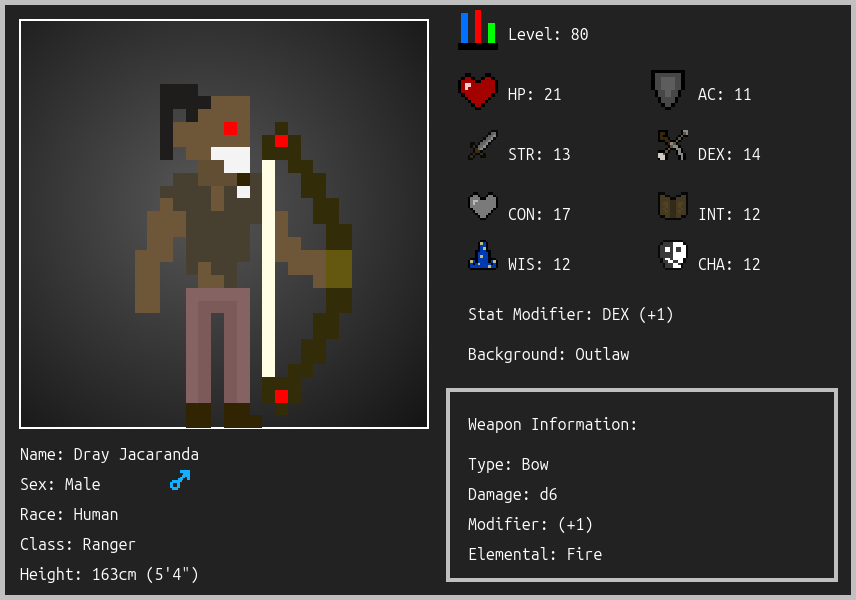 Level: 80
HP: 21
AC: 11
STR: 13
DEX: 14
CON: 17
INT: 12
WIS: 12
CHA: 12
Stat Modifier: DEX (+1)
Background: Outlaw
Weapon Information:
Type: Bow
Damage: d6
Modifier: (+1)
Elemental: Fire
Name: Dray Jacaranda
Sex: Male
Race: Human
Class: Ranger
Height: 163cm (5'4")